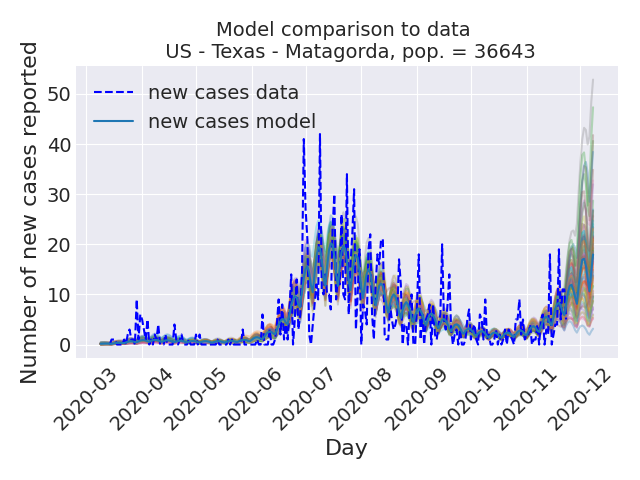 Model comparison to data
US - Texas - Matagorda, pop. = 36643
Number of new cases reported
50
40
30
20
10
0
new cases data
new cases model
2020-03
2020-04
2020-05
2020-06
2020-07
2020-08
2020-09
2020-10
2020-11
2020-12
Day